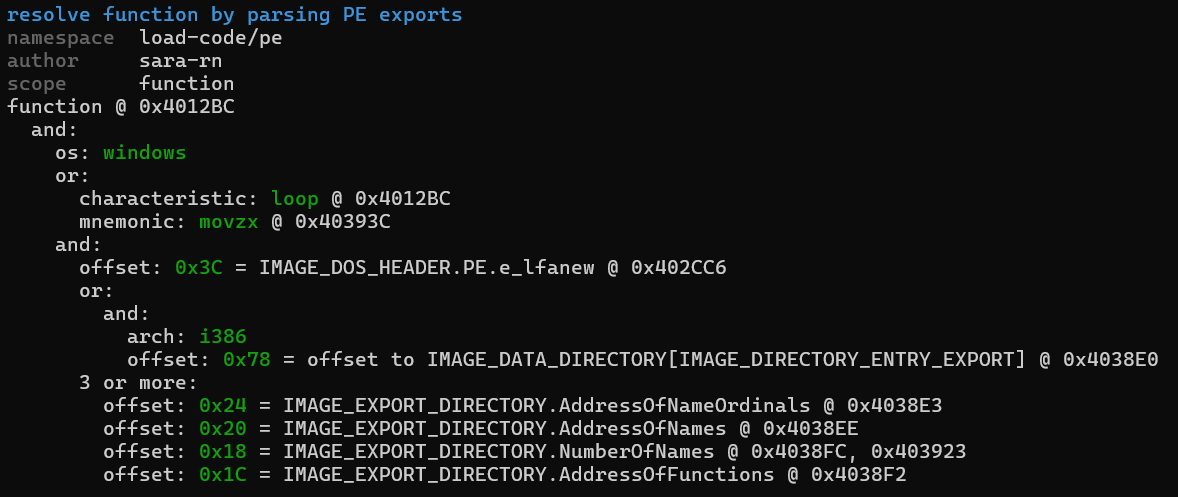 resolve function by parsing PE exports
namespace  load-code/pe
author     sara-rn
scope      function
function @ 0x4012BC
  and:
    os: windows
    or:
      characteristic: loop @ 0x4012BC
      mnemonic: movzx @ 0x40393C
    and:
      offset: 0x3C = IMAGE_DOS_HEADER.PE.e_lfanew @ 0x402CC6
      or:
        and:
          arch: i386
          offset: 0x78 = offset to IMAGE_DATA_DIRECTORY[IMAGE_DIRECTORY_ENTRY_EXPORT] @ 0x4038E0
      3 or more:
        offset: 0x24 = IMAGE_EXPORT_DIRECTORY.AddressOfNameOrdinals @ 0x4038E3
        offset: 0x20 = IMAGE_EXPORT_DIRECTORY.AddressOfNames @ 0x4038EE
        offset: 0x18 = IMAGE_EXPORT_DIRECTORY.NumberOfNames @ 0x4038FC, 0x403923
        offset: 0x1C = IMAGE_EXPORT_DIRECTORY.AddressOfFunctions @ 0x4038F2